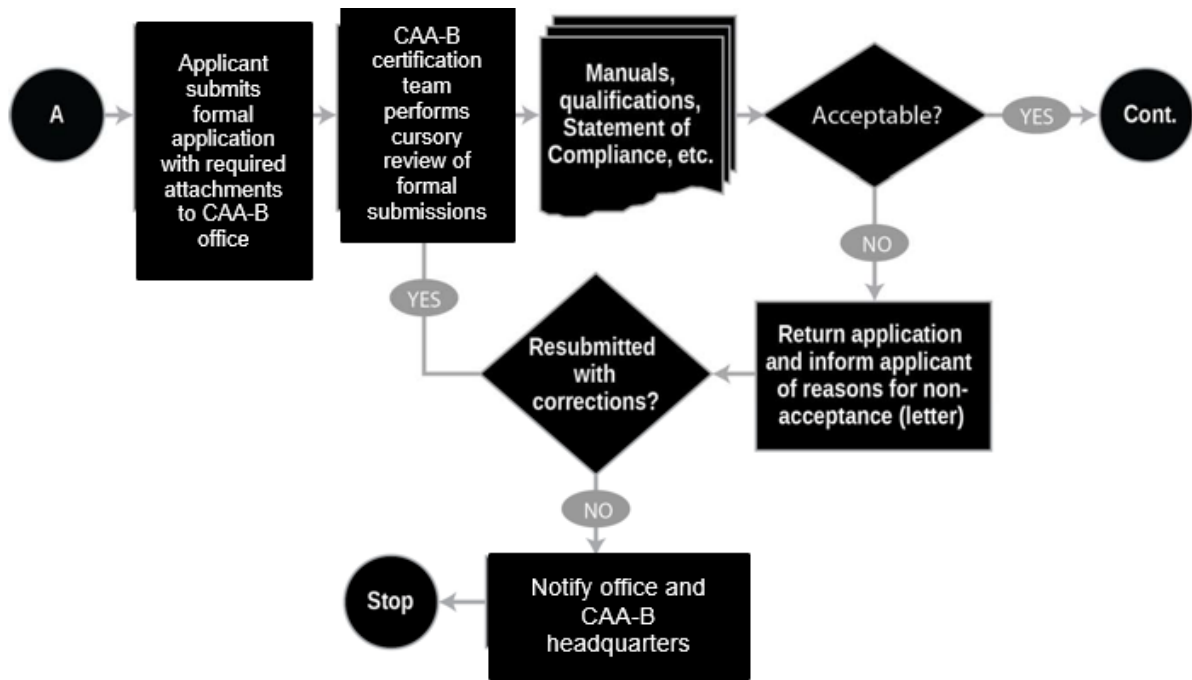 A
Applicant
submits
formal
application
with required
attachments
to CAA-B
office
CAA-B
certification
team
performs
cursory
review of
formal
submissions
Manuals,
qualifications,
Statement of
Compliance, etc.
Acceptable?
YES
Cont.
NO
Return application
and inform applicant
of reasons for non-
acceptance (letter)
Resubmitted
with
corrections?
YES
NO
Notify office and
CAA-B
headquarters
Stop